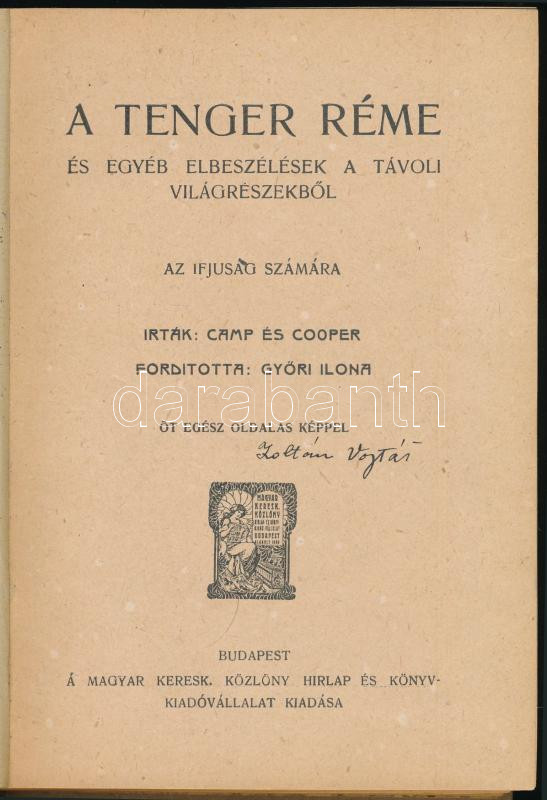 A TENGER RÉME
ÉS EGYÉB ELBESZÉLÉSEK A TÁVOLI
VILÁGRÉSZEKBŐL
AZ IFJUSÁG SZÁMÁRA
IRTÁK: CAMP ÉS COOPER
FORDITOTTA: GYŐRI ILONA
darabanth
ÖT EGÉSZ OLDALAS KÉPPEL
Zoltán
MAGYAR
KERESK.
KÖZLÖNY
BUDAPEST
BUDAPEST
A MAGYAR KERESK. KÖZLÖNY HIRLAP ÉS KÖNYV-
KIADÓVÁLLALAT KIADÁSA